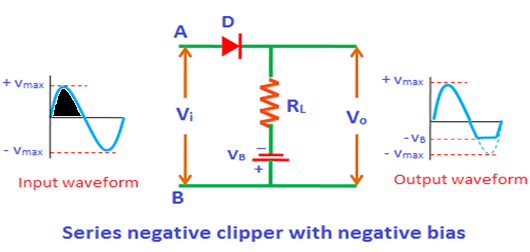 A
D
+ Vmax
- Vmax
Input waveform
Vi
RL
VB
−
+
Vo
B
+ Vmax
- VB
- Vmax
Output waveform
Series negative clipper with negative bias